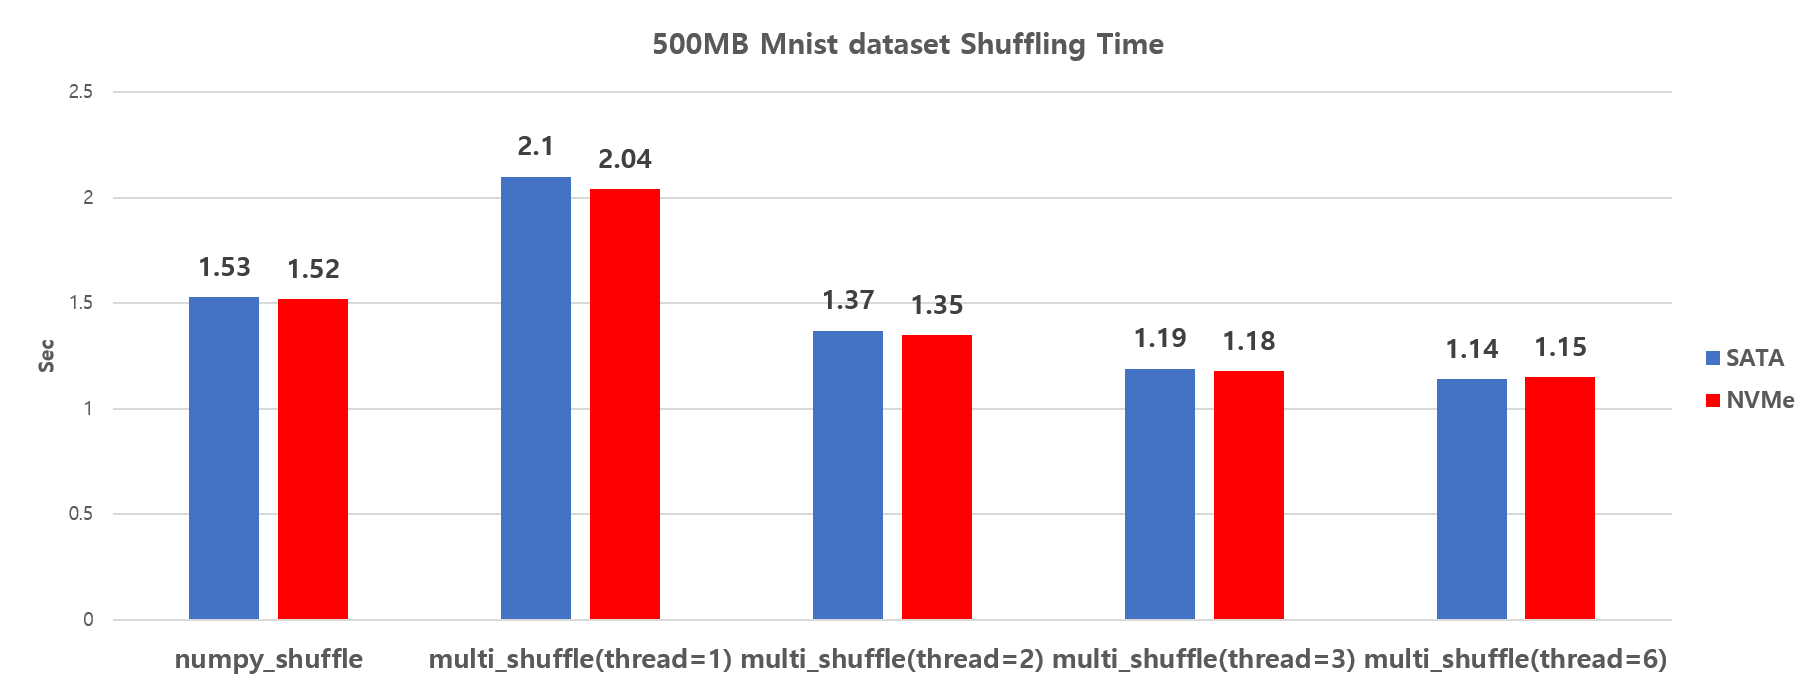 500MB Mnist dataset Shuffling Time
2.5
2
1.5
1
0.5
0
Sec
1.53
1.52
2.1
2.04
1.37
1.35
1.19
1.18
1.14
1.15
numpy_shuffle
multi_shuffle(thread=1)
multi_shuffle(thread=2)
multi_shuffle(thread=3)
multi_shuffle(thread=6)
SATA
NVMe